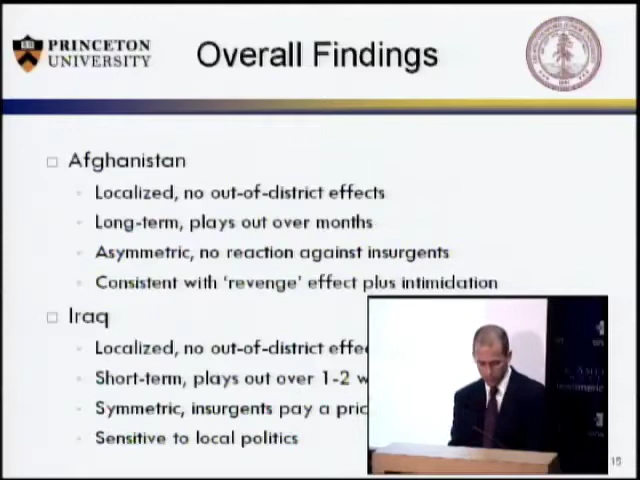 PRINCETON
UNIVERSITY
Overall Findings
Afghanistan
Localized, no out-of-district effects
Long-term, plays out over months
Asymmetric, no reaction against insurgents
Consistent with 'revenge' effect plus intimidation
Iraq
Localized, no out-of-district effe
Short-term, plays out over 1-2 w
Symmetric, insurgents pay a pric
Sensitive to local politics
15